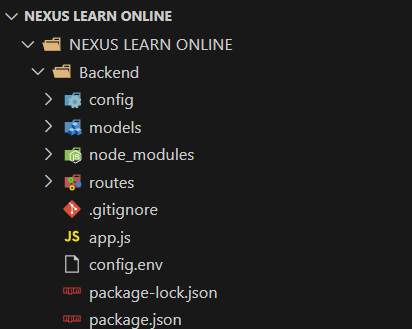 NEXUS LEARN ONLINE
NEXUS LEARN ONLINE
Backend
config
models
node_modules
routes
.gitignore
JS app.js
config.env
package-lock.json
package.json